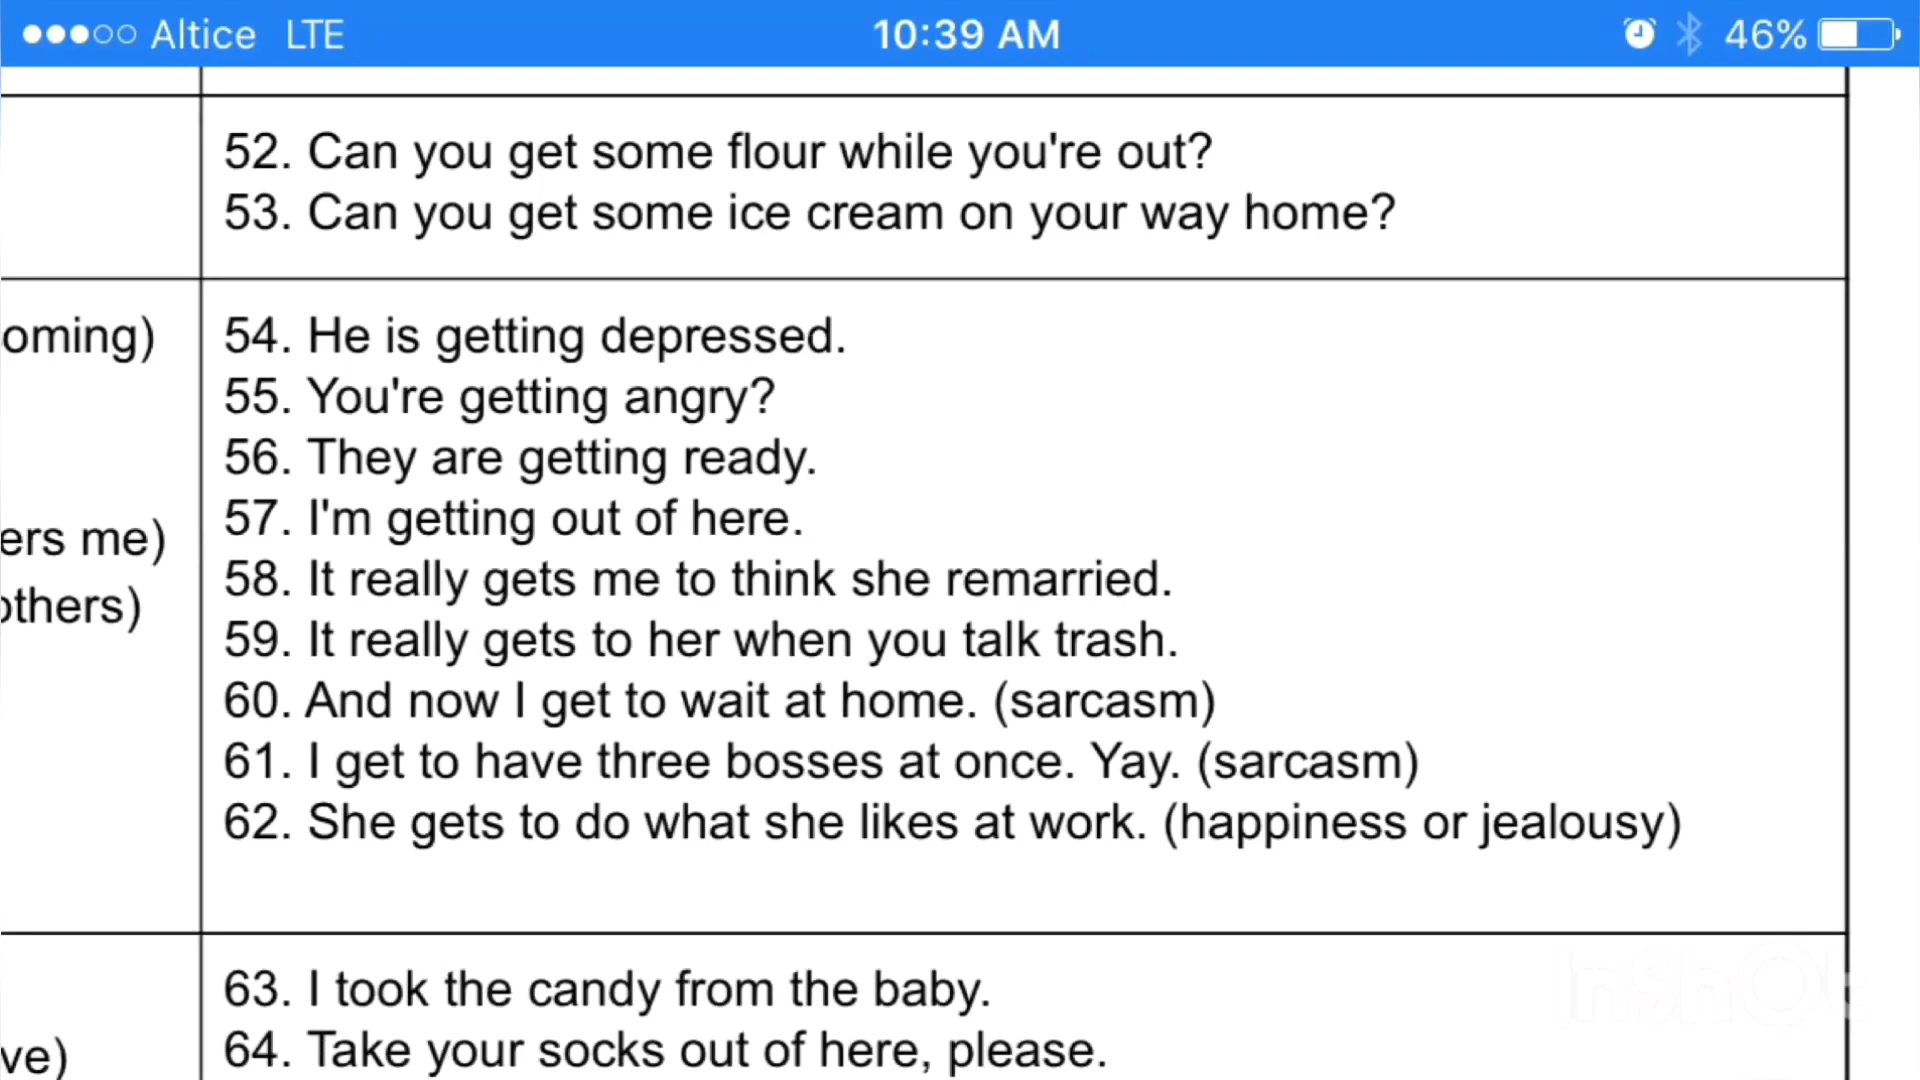 Altice LTE 10:39 AM 46%
52. Can you get some flour while you're out?
53. Can you get some ice cream on your way home?
oming)
54. He is getting depressed.
55. You're getting angry?
56. They are getting ready.
57. I'm getting out of here.
ers me)
58. It really gets me to think she remarried.
others)
59. It really gets to her when you talk trash.
60. And now I get to wait at home. (sarcasm)
61. I get to have three bosses at once. Yay. (sarcasm)
62. She gets to do what she likes at work. (happiness or jealousy)
63. I took the candy from the baby.
ve)
64. Take your socks out of here, please.
InShOt